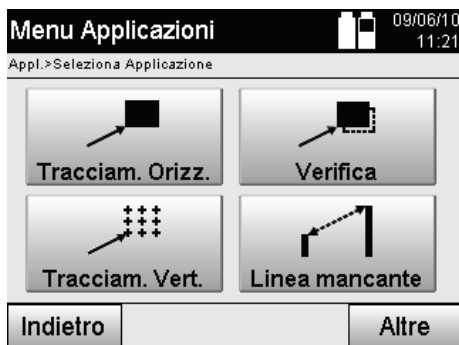 Menu Applicazioni
09/06/10
11:21
Appl.>Seleziona Applicazione
Tracciam. Orizz.
Verifica
Tracciam. Vert.
Linea mancante
Indietro
Altre